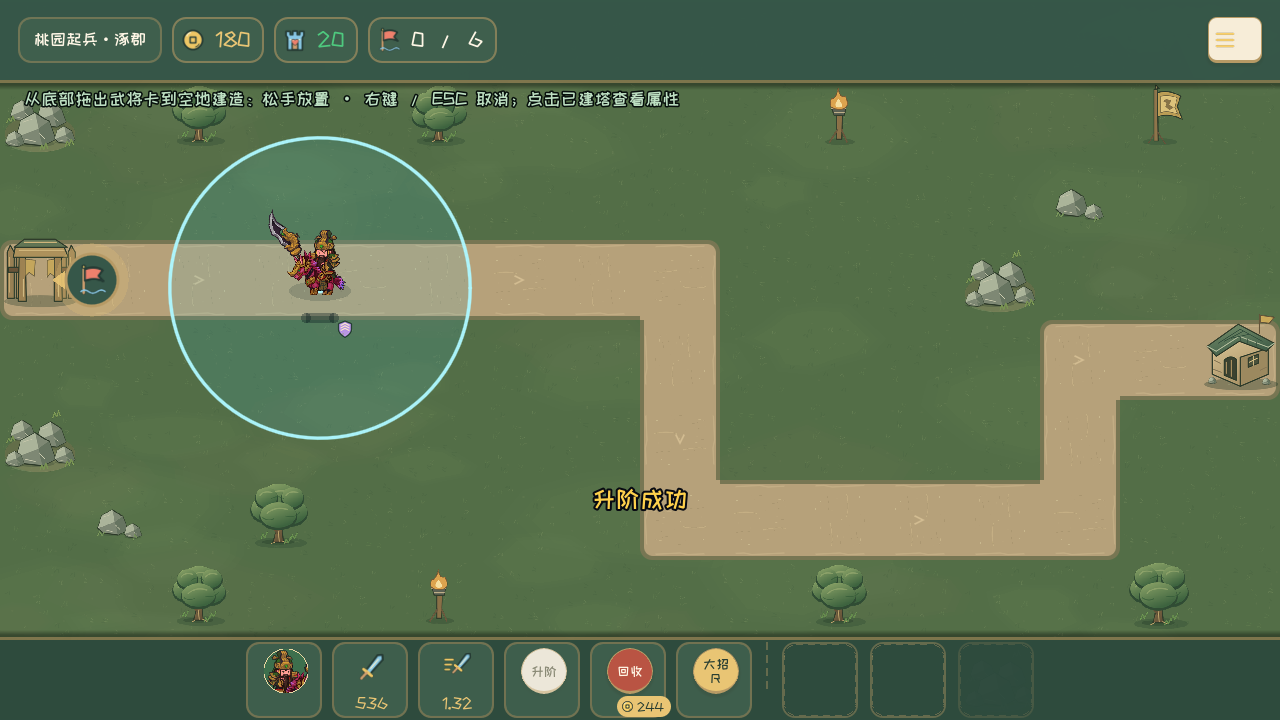 桃园起兵·涿郡
180
20
0 / 6
从底部拖出武将卡到空地建造；松手放置 · 右键 / ESC 取消；点击已建塔查看属性
升阶成功
536
1.32
升阶
回收
244
大招
R